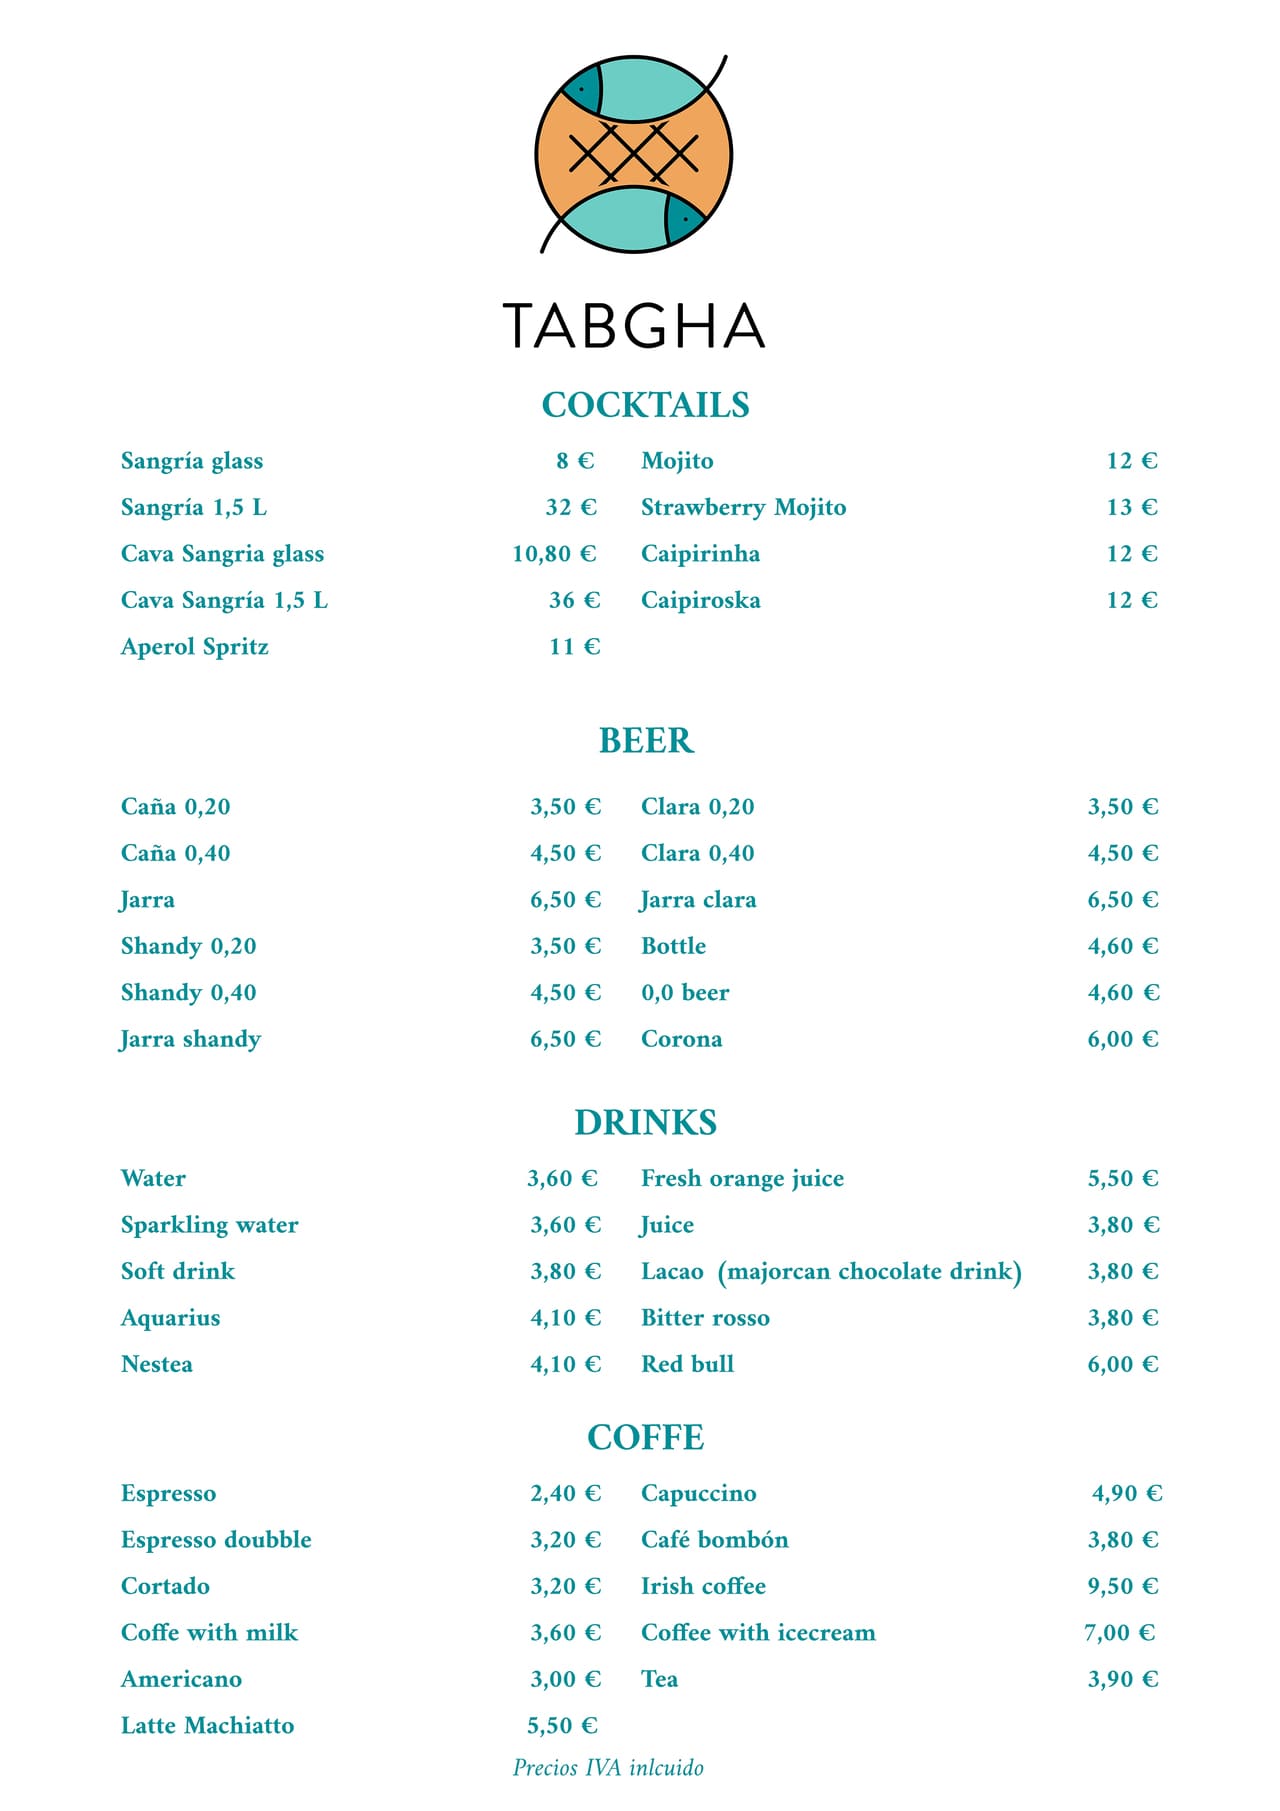 TABGHA
COCKTAILS
Sangría glass 8 € Mojito 12 €
Sangría 1,5 L 32 € Strawberry Mojito 13 €
Cava Sangria glass 10,80 € Caipirinha 12 €
Cava Sangría 1,5 L 36 € Caipiroska 12 €
Aperol Spritz 11 €
BEER
Caña 0,20 3,50 € Clara 0,20 3,50 €
Caña 0,40 4,50 € Clara 0,40 4,50 €
Jarra 6,50 € Jarra clara 6,50 €
Shandy 0,20 3,50 € Bottle 4,60 €
Shandy 0,40 4,50 € 0,0 beer 4,60 €
Jarra shandy 6,50 € Corona 6,00 €
DRINKS
Water 3,60 € Fresh orange juice 5,50 €
Sparkling water 3,60 € Juice 3,80 €
Soft drink 3,80 € Lacao (majorcan chocolate drink) 3,80 €
Aquarius 4,10 € Bitter rosso 3,80 €
Nestea 4,10 € Red bull 6,00 €
COFFE
Espresso 2,40 € Capuccino 4,90 €
Espresso doubble 3,20 € Café bombón 3,80 €
Cortado 3,20 € Irish coffee 9,50 €
Coffe with milk 3,60 € Coffee with icecream 7,00 €
Americano 3,00 € Tea 3,90 €
Latte Machiatto 5,50 €
Precios IVA inlcuido